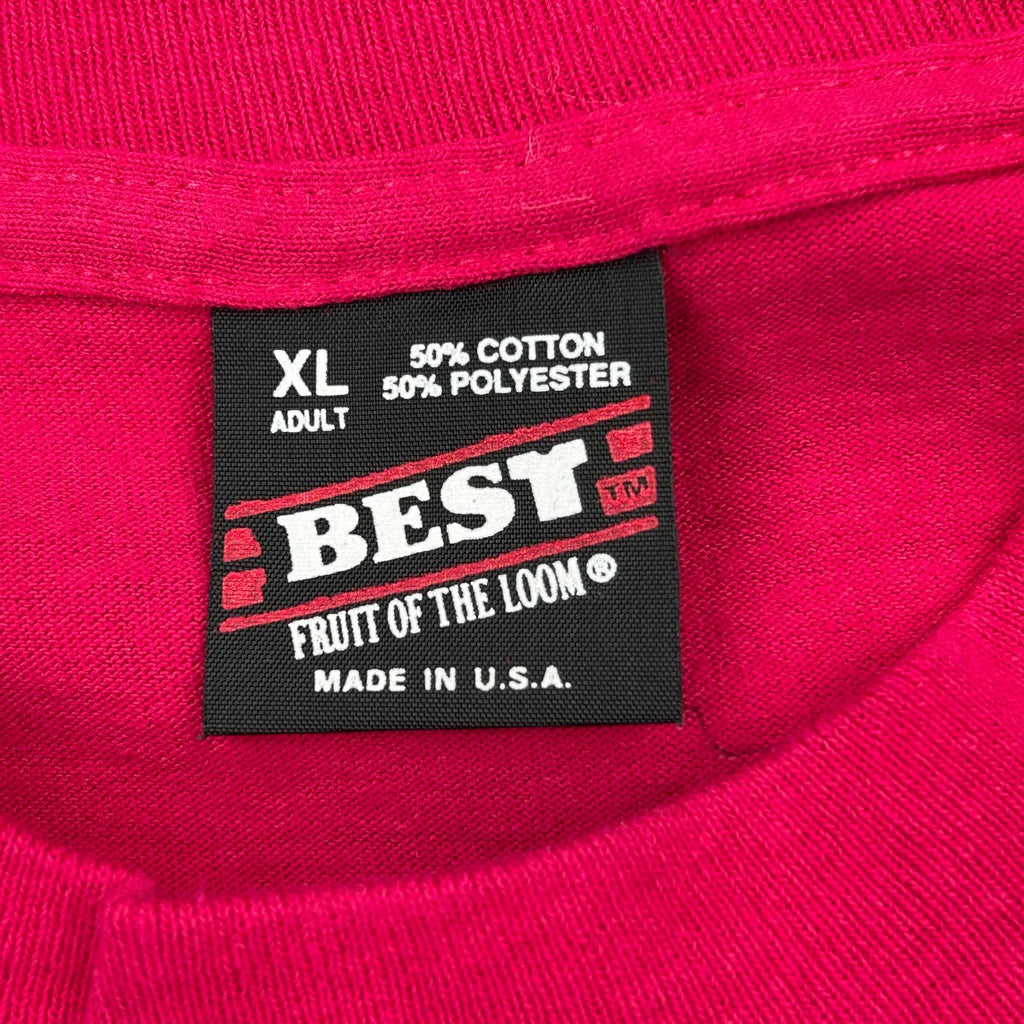 XL
ADULT
50% COTTON
50% POLYESTER
BEST
TM
FRUIT OF THE LOOM®
MADE IN U.S.A.